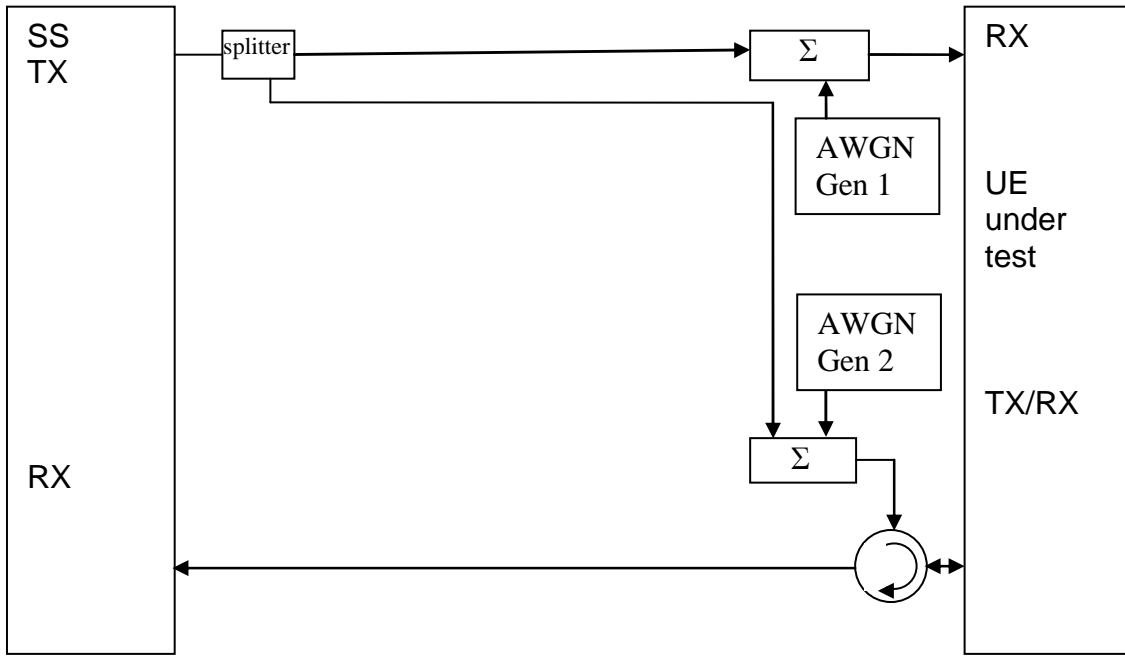 SS
TX
splitter
Σ
RX
AWGN
Gen 1
UE
under
test
AWGN
Gen 2
TX/RX
Σ
RX